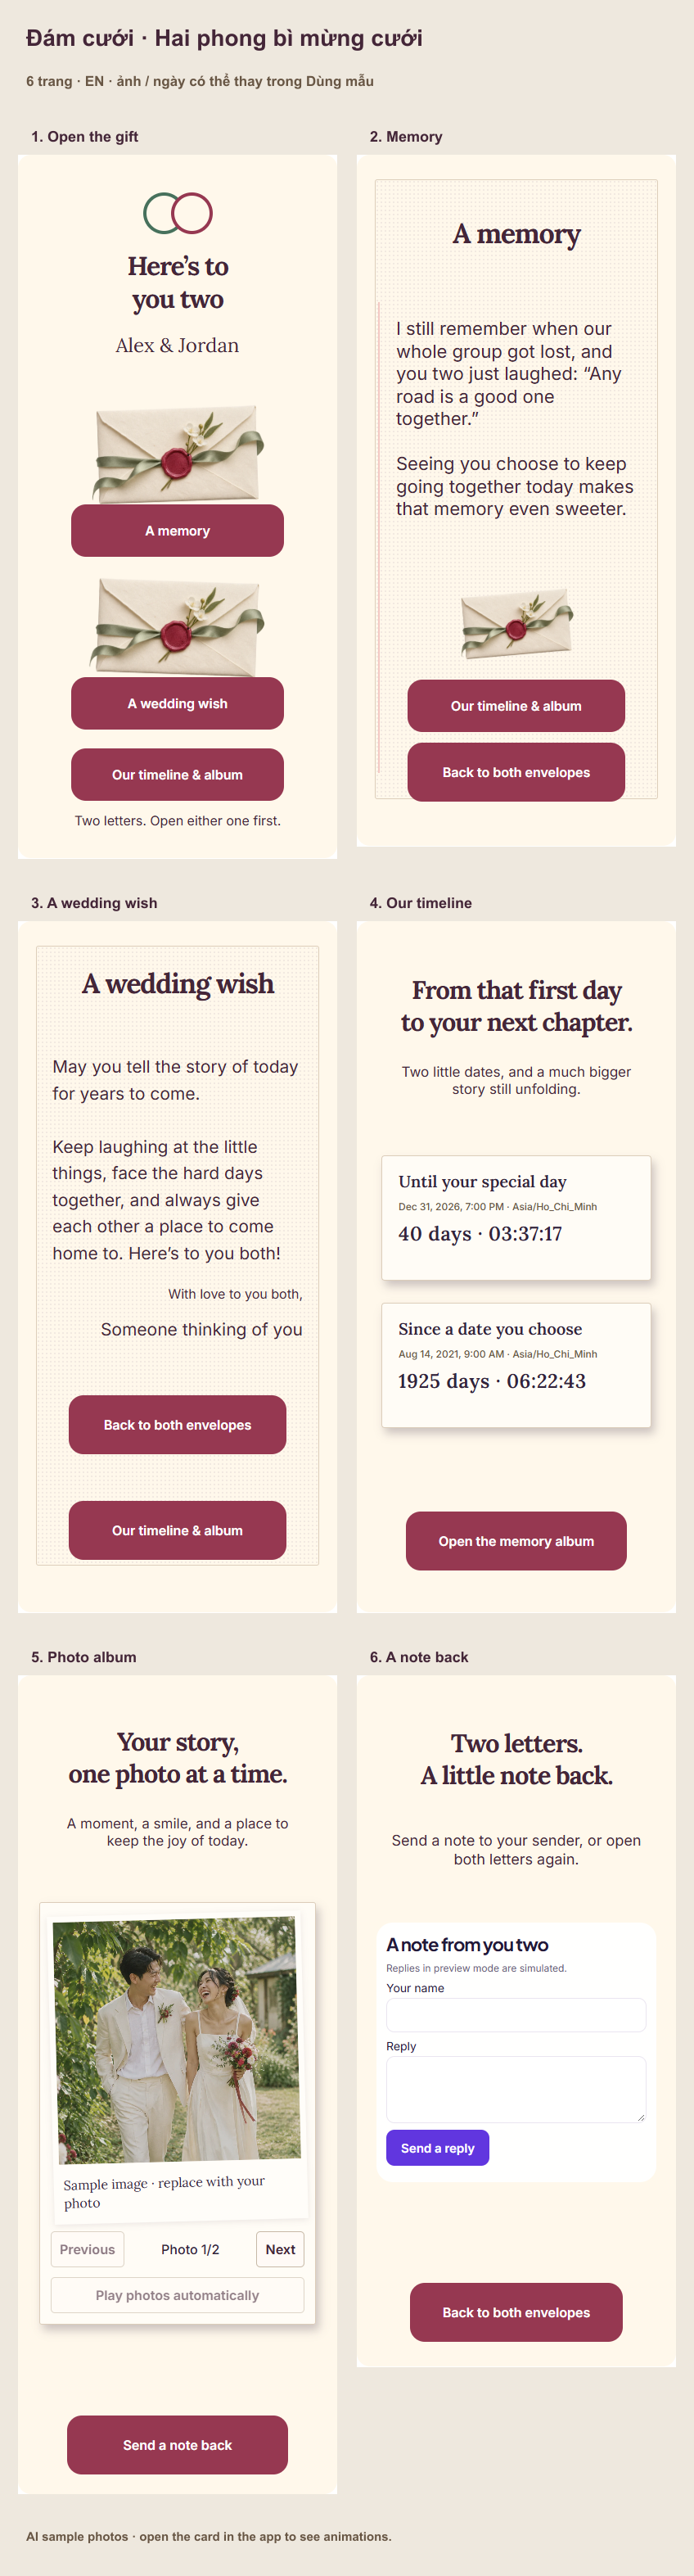 Đám cưới · Hai phong bì mừng cưới
6 trang · EN · ảnh / ngày có thể thay trong Dùng mẫu
1. Open the gift
Here’s to
you two
Alex & Jordan
A memory
A wedding wish
Our timeline & album
Two letters. Open either one first.
2. Memory
A memory
I still remember when our
whole group got lost, and
you two just laughed: “Any
road is a good one
together.”
Seeing you choose to keep
going together today makes
that memory even sweeter.
Our timeline & album
Back to both envelopes
3. A wedding wish
A wedding wish
May you tell the story of today
for years to come.
Keep laughing at the little
things, face the hard days
together, and always give
each other a place to come
home to. Here’s to you both!
With love to you both,
Someone thinking of you
Back to both envelopes
Our timeline & album
4. Our timeline
From that first day
to your next chapter.
Two little dates, and a much bigger
story still unfolding.
Until your special day
Dec 31, 2026, 7:00 PM · Asia/Ho_Chi_Minh
40 days · 03:37:17
Since a date you choose
Aug 14, 2021, 9:00 AM · Asia/Ho_Chi_Minh
1925 days · 06:22:43
Open the memory album
5. Photo album
Your story,
one photo at a time.
A moment, a smile, and a place to
keep the joy of today.
Sample image · replace with your
photo
Previous
Photo 1/2
Next
Play photos automatically
Send a note back
6. A note back
Two letters.
A little note back.
Send a note to your sender, or open
both letters again.
A note from you two
Replies in preview mode are simulated.
Your name
Reply
Send a reply
Back to both envelopes
AI sample photos · open the card in the app to see animations.